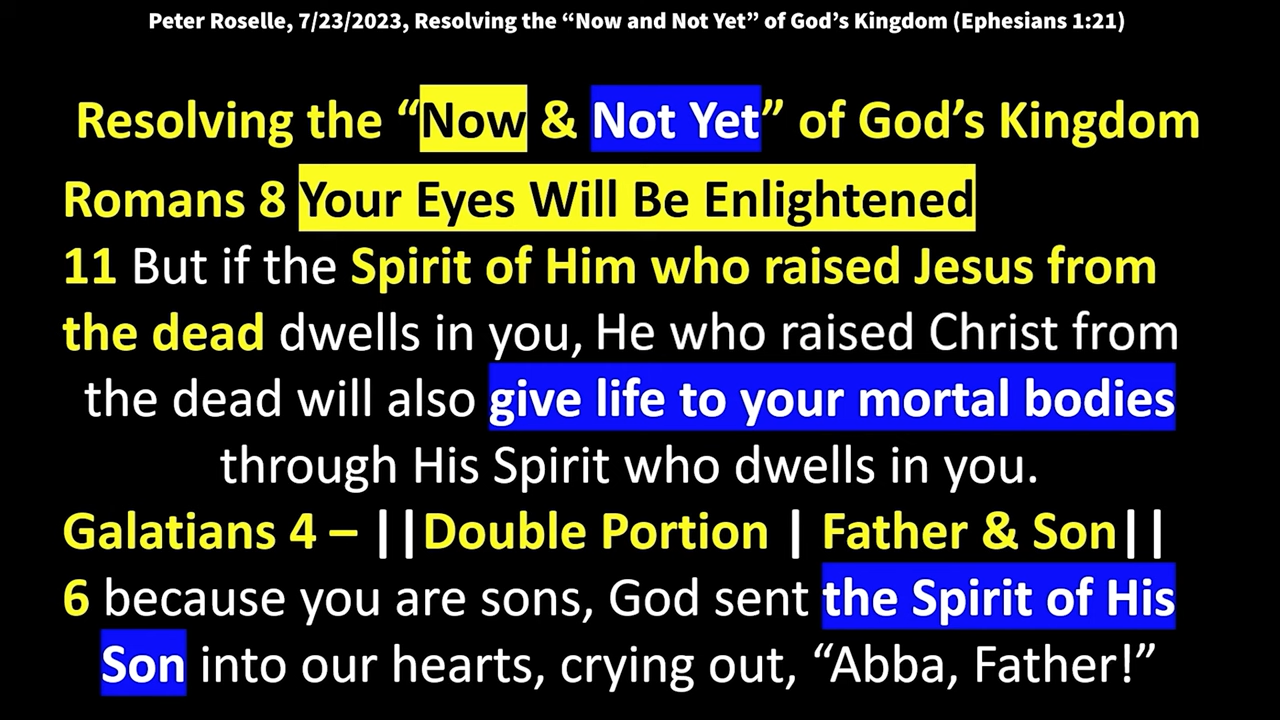 Peter Roselle, 7/23/2023, Resolving the “Now and Not Yet” of God’s Kingdom (Ephesians 1:21)
Resolving the “Now & Not Yet” of God’s Kingdom
Romans 8 Your Eyes Will Be Enlightened
11 But if the Spirit of Him who raised Jesus from
the dead dwells in you, He who raised Christ from
the dead will also give life to your mortal bodies
through His Spirit who dwells in you.
Galatians 4 – ||Double Portion | Father & Son||
6 because you are sons, God sent the Spirit of His
Son into our hearts, crying out, “Abba, Father!”